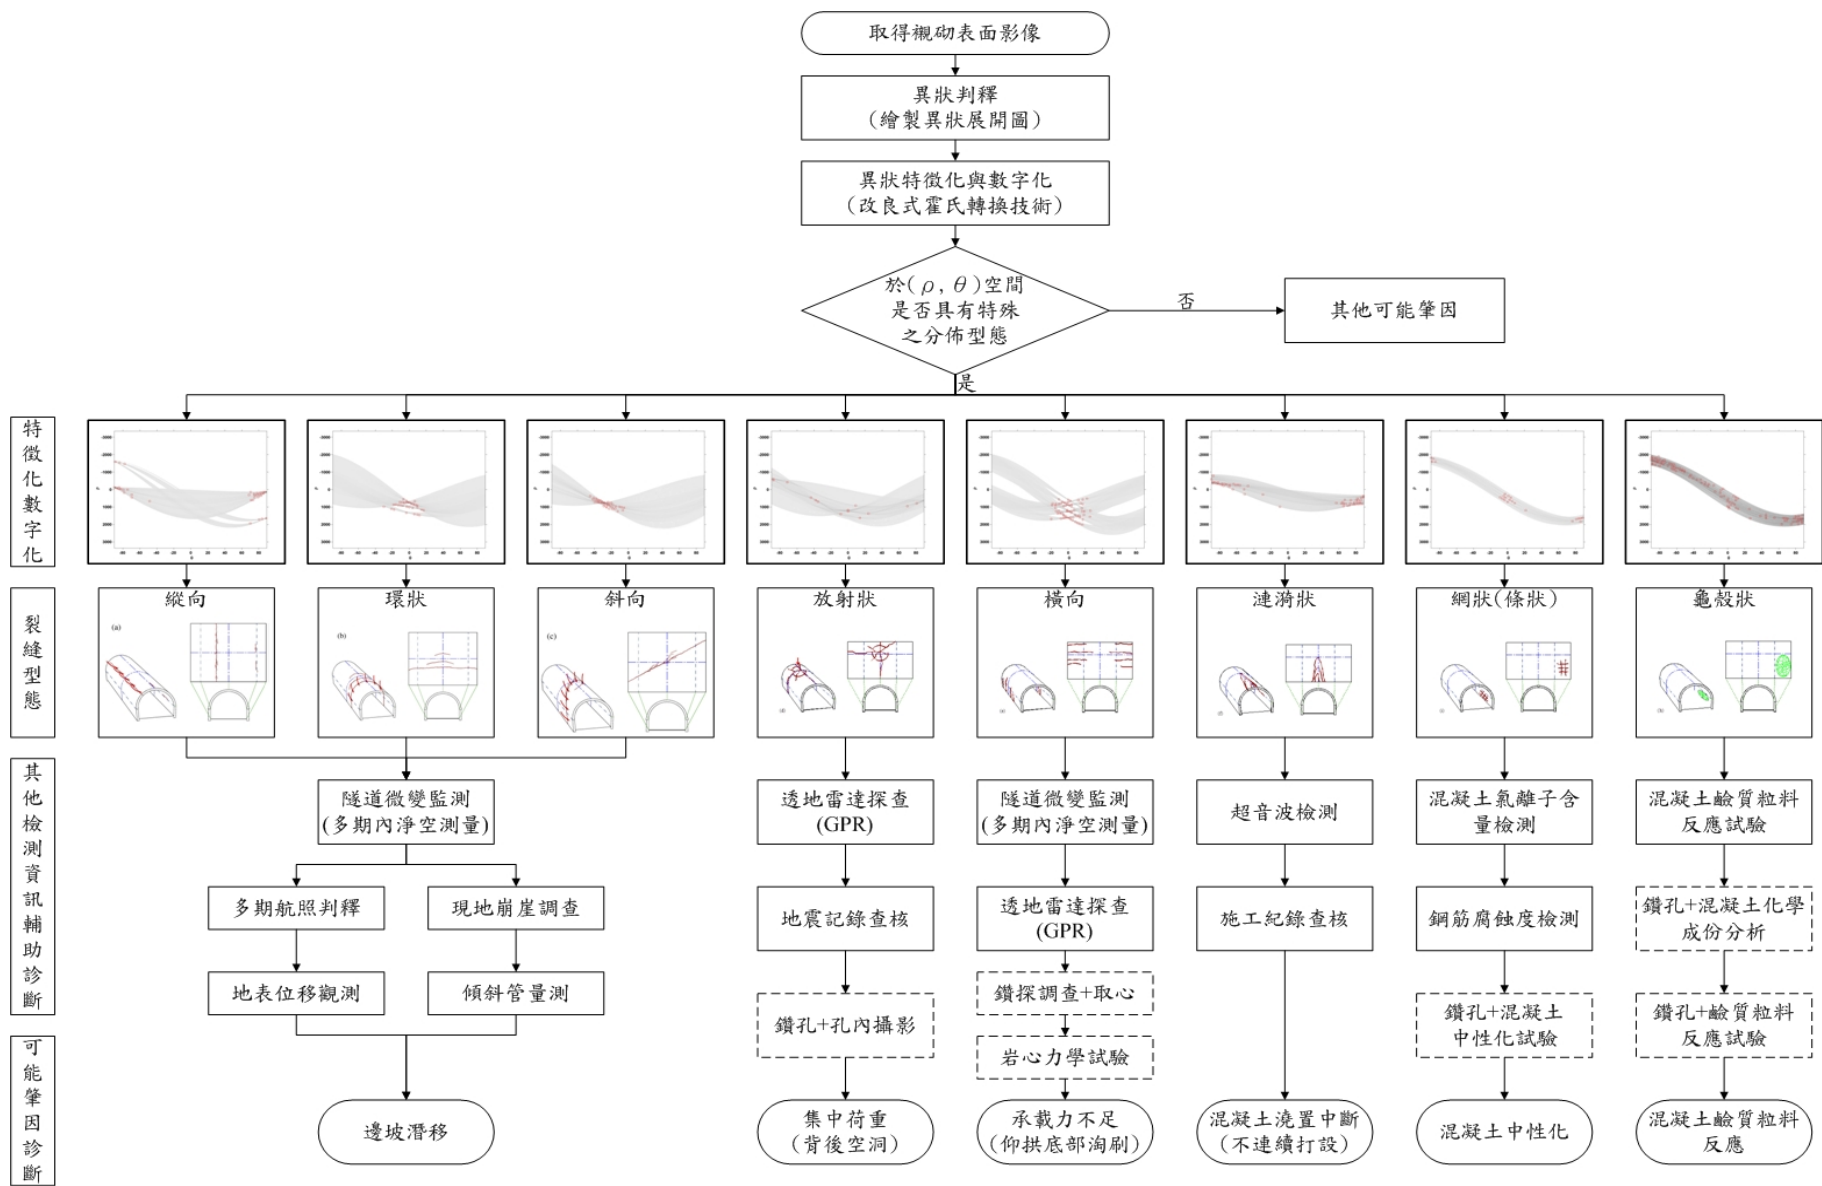 取得襯砌表面影像
異狀判釋
(繪製異狀展開圖)
異狀特徵化與數字化
(改良式霍氏轉換技術)
於(ρ, θ)空間
是否具有特殊
之分佈型態
否
其他可能肇因
是
特徵化數字化
裂縫型態
縱向
環狀
斜向
放射狀
橫向
漣漪狀
網狀(條狀)
龜殼狀
(a)
(b)
(c)
其他檢測資訊輔助診斷
隧道微變監測
(多期內淨空測量)
透地雷達探查
(GPR)
隧道微變監測
(多期內淨空測量)
超音波檢測
混凝土氯離子含
量檢測
混凝土鹼質粒料
反應試驗
多期航照判釋
現地崩崖調查
地震記錄查核
透地雷達探查
(GPR)
施工紀錄查核
鋼筋腐蝕度檢測
鑽孔+混凝土化學
成份分析
地表位移觀測
傾斜管量測
鑽孔+孔內攝影
鑽探調查+取心
岩心力學試驗
鑽孔+混凝土
中性化試驗
鑽孔+鹼質粒料
反應試驗
可能肇因診斷
邊坡潛移
集中荷重
(背後空洞)
承載力不足
(仰拱底部淘刷)
混凝土澆置中斷
(不連續打設)
混凝土中性化
混凝土鹼質粒料
反應